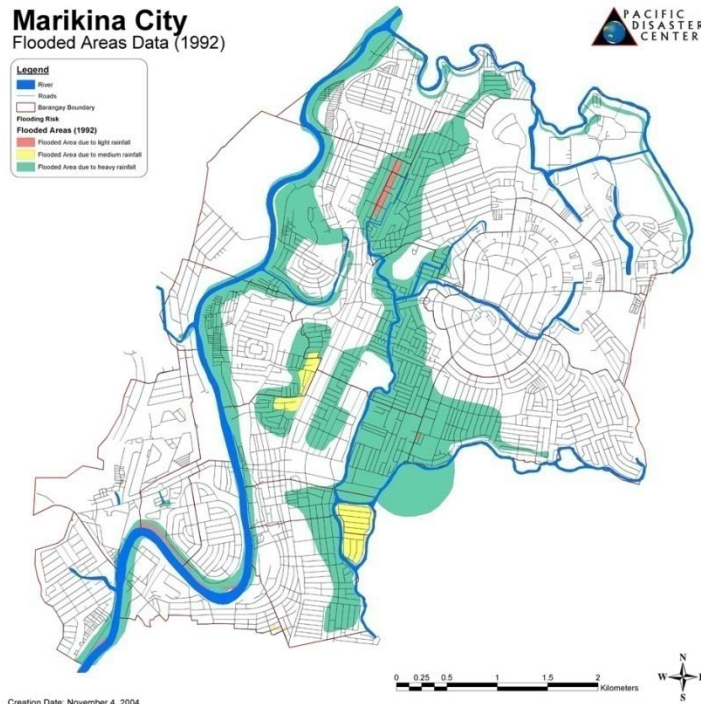 Marikina City
Flooded Areas Data (1992)
PACIFIC
DISASTER
CENTER
Legend
River
Roads
Barangay Boundary
Flooding Risk
Flooded Areas (1992)
Flooded Area due to light rainfall
Flooded Area due to medium rainfall
Flooded Area due to heavy rainfall
0 0.25 0.5 1 1.5 2
Kilometers
N
W E
S
Creation Date: November 4, 2004